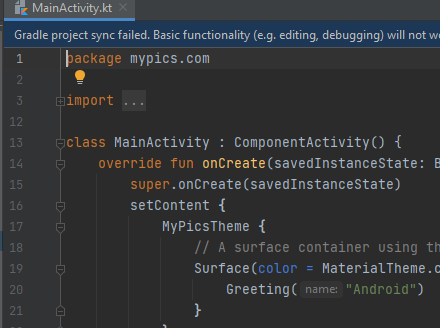 MainActivity.kt
Gradle project sync failed. Basic functionality (e.g. editing, debugging) will not
1 package mypics.com
2
3 import ...
12
13 class MainActivity : ComponentActivity() {
14 override fun onCreate(savedInstanceState:
15 super.onCreate(savedInstanceState)
16 setContent {
17 MyPicsTheme {
18 // A surface container using
19 Surface(color = MaterialTheme.
20 Greeting( name: "Android")
21 }